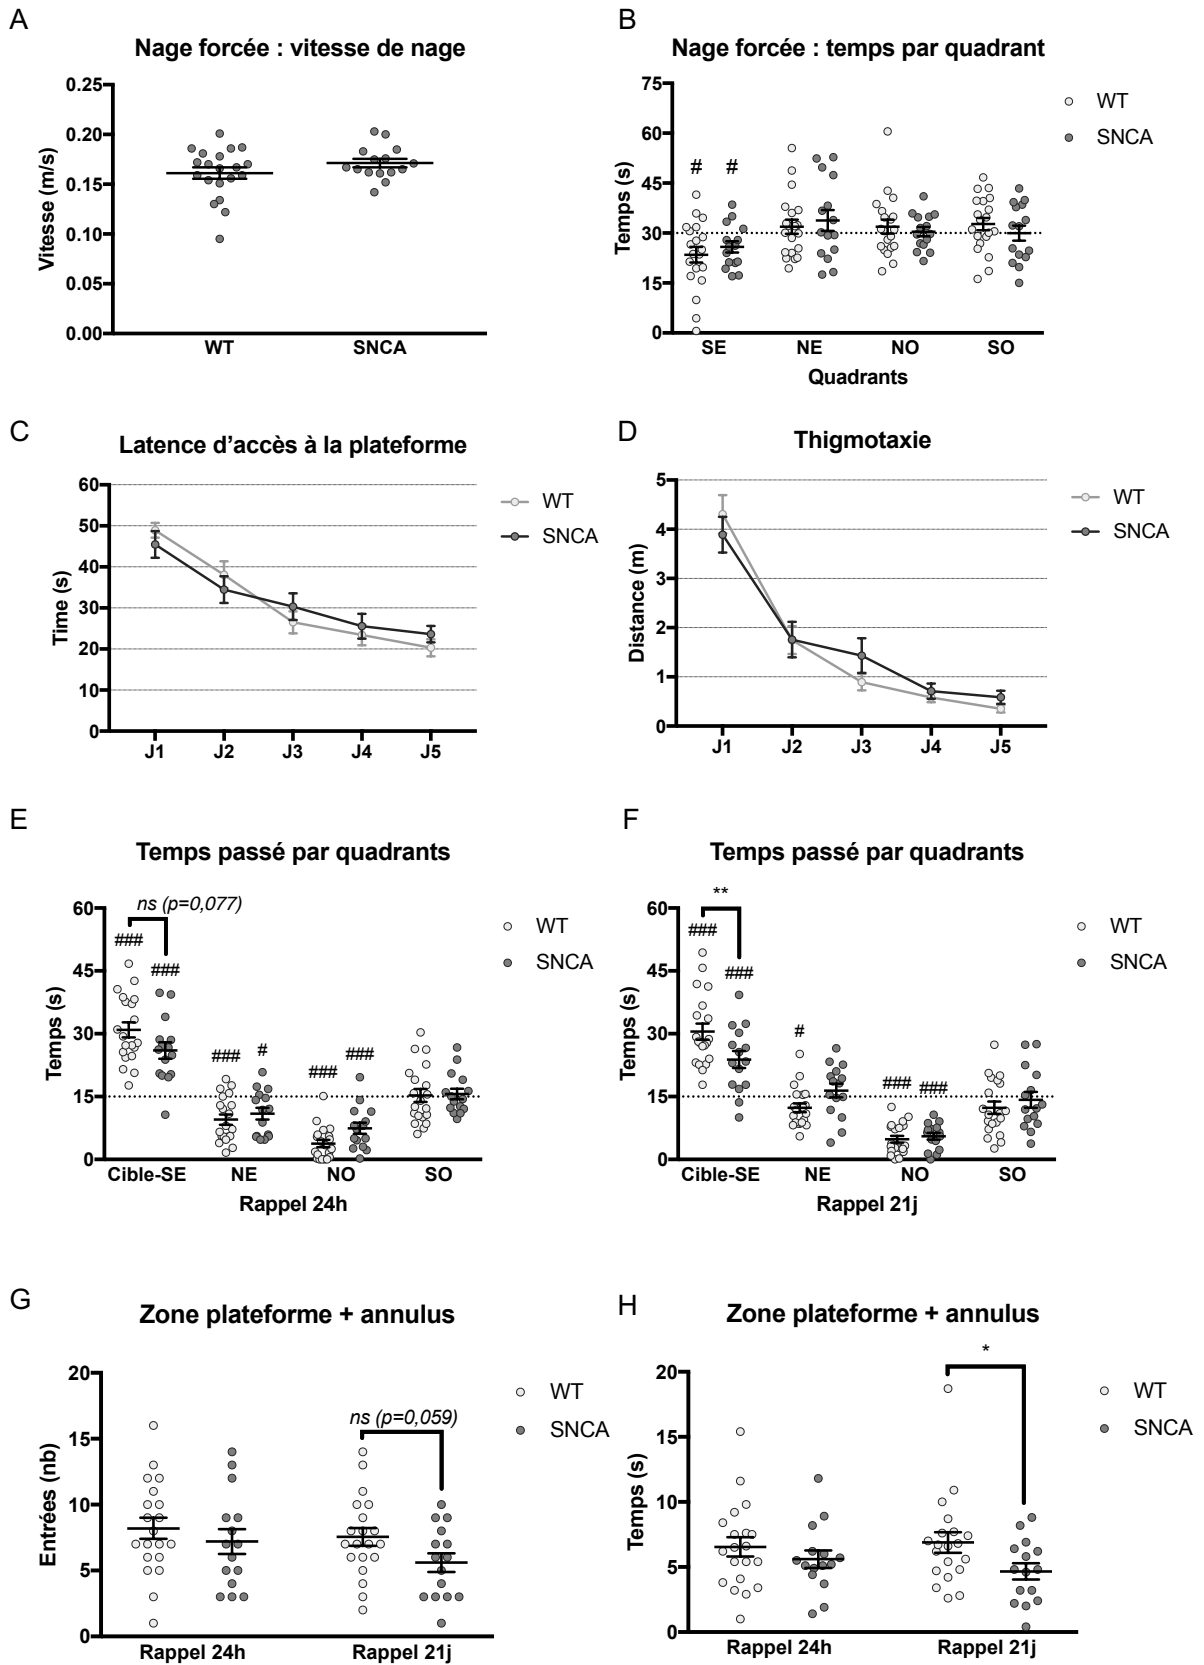 A
Nage forcée : vitesse de nage
0.25
0.20
0.15
0.10
0.05
0.00
Vitesse (m/s)
WT
SNCA
B
Nage forcée : temps par quadrant
75
60
45
30
15
0
Temps (s)
# #
SE NE NO SO
Quadrants
WT
SNCA
C
Latence d’accès à la plateforme
60
50
40
30
20
10
0
Time (s)
J1 J2 J3 J4 J5
WT
SNCA
D
Thigmotaxie
5
4
3
2
1
0
Distance (m)
J1 J2 J3 J4 J5
WT
SNCA
E
Temps passé par quadrants
ns (p=0,077)
60
45
30
15
0
Temps (s)
### ### ### # ### ###
Cible-SE NE NO SO
Rappel 24h
WT
SNCA
F
Temps passé par quadrants
**
60
45
30
15
0
Temps (s)
### ### # ### ###
Cible-SE NE NO SO
Rappel 21j
WT
SNCA
G
Zone plateforme + annulus
20
15
10
5
0
Entrées (nb)
ns (p=0,059)
Rappel 24h Rappel 21j
WT
SNCA
H
Zone plateforme + annulus
20
15
10
5
0
Temps (s)
*
Rappel 24h Rappel 21j
WT
SNCA